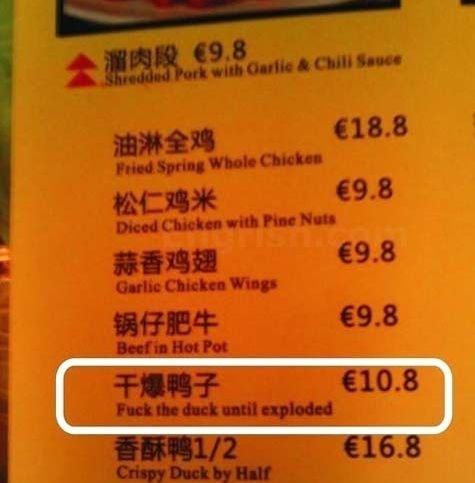 溜肉段 €9.8
Shredded Pork with Garlic & Chili Sauce
油淋全鸡 €18.8
Fried Spring Whole Chicken
松仁鸡米 €9.8
Diced Chicken with Pine Nuts
蒜香鸡翅 €9.8
Garlic Chicken Wings
锅仔肥牛 €9.8
Beef in Hot Pot
干爆鸭子 €10.8
Fuck the duck until exploded
香酥鸭1/2 €16.8
Crispy Duck by Half